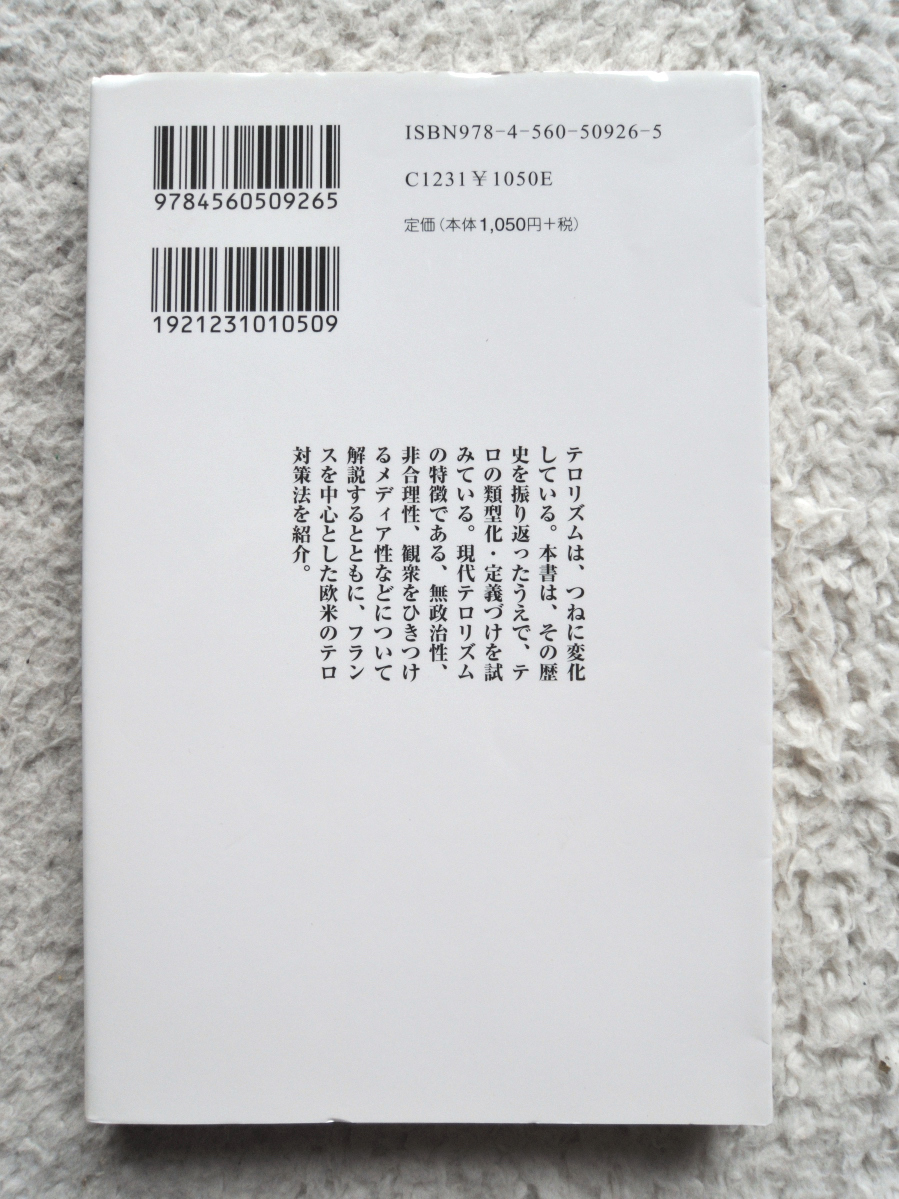 ISBN978-4-560-50926-5
C1231 ¥1050E
定価(本体1,050円+税)
9784560509265
1921231010509
テロリズムは、つねに変化
している。本書は、その歴
史を振り返ったうえで、テ
ロの類型化・定義づけを試
みている。現代テロリズム
の特徴である、無政治性、
非合理性、観衆をひきつけ
るメディア性などについて
解説するとともに、フラン
スを中心とした欧米のテロ
対策法を紹介。